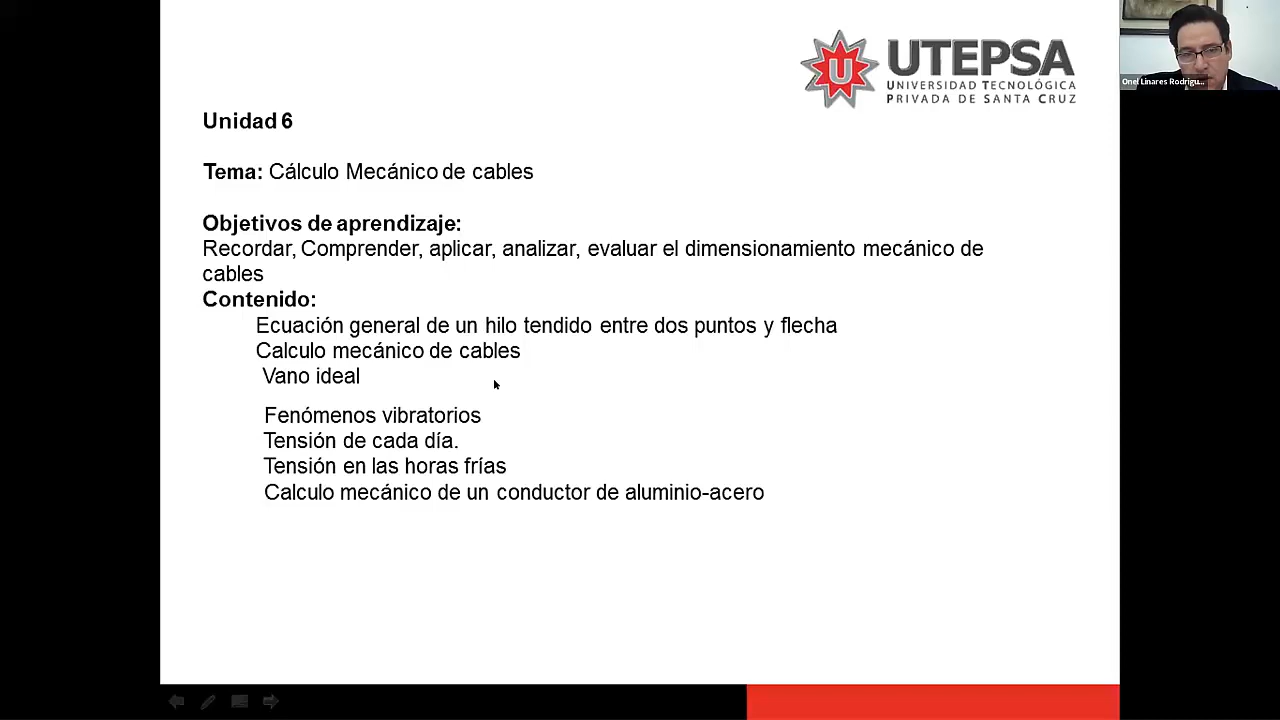 UTEPSA
UNIVERSIDAD TECNOLÓGICA
PRIVADA DE SANTA CRUZ
Unidad 6
Tema: Cálculo Mecánico de cables
Objetivos de aprendizaje:
Recordar, Comprender, aplicar, analizar, evaluar el dimensionamiento mecánico de
cables
Contenido:
Ecuación general de un hilo tendido entre dos puntos y flecha
Calculo mecánico de cables
Vano ideal
Fenómenos vibratorios
Tensión de cada día.
Tensión en las horas frías
Calculo mecánico de un conductor de aluminio-acero
Onel Linares Rodrigu...